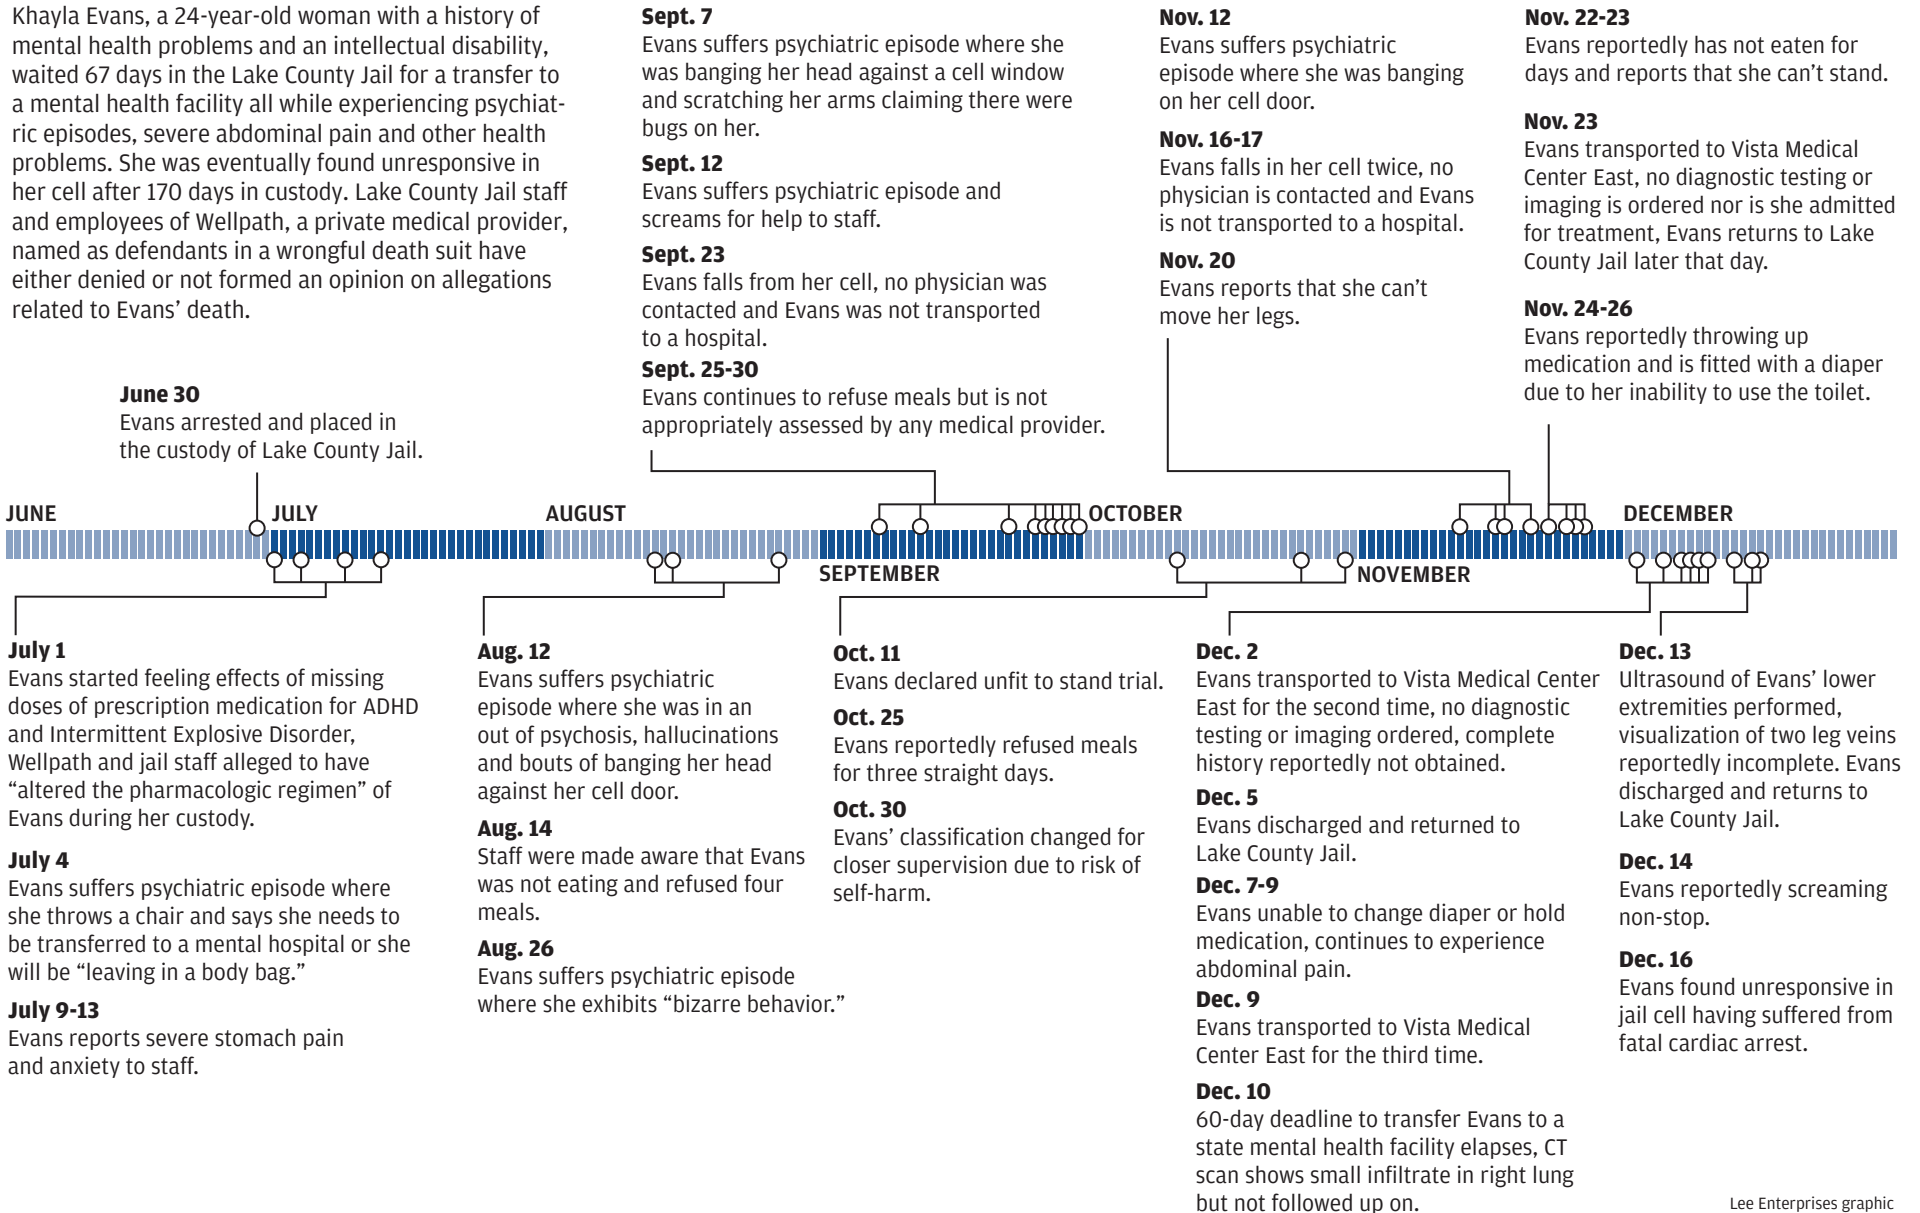 Khayla Evans, a 24-year-old woman with a history of
mental health problems and an intellectual disability,
waited 67 days in the Lake County Jail for a transfer to
a mental health facility all while experiencing psychiat-
ric episodes, severe abdominal pain and other health
problems. She was eventually found unresponsive in
her cell after 170 days in custody. Lake County Jail staff
and employees of Wellpath, a private medical provider,
named as defendants in a wrongful death suit have
either denied or not formed an opinion on allegations
related to Evans’ death.
June 30
Evans arrested and placed in
the custody of Lake County Jail.
Sept. 7
Evans suffers psychiatric episode where she
was banging her head against a cell window
and scratching her arms claiming there were
bugs on her.
Sept. 12
Evans suffers psychiatric episode and
screams for help to staff.
Sept. 23
Evans falls from her cell, no physician was
contacted and Evans was not transported
to a hospital.
Sept. 25-30
Evans continues to refuse meals but is not
appropriately assessed by any medical provider.
Nov. 12
Evans suffers psychiatric
episode where she was banging
on her cell door.
Nov. 16-17
Evans falls in her cell twice, no
physician is contacted and Evans
is not transported to a hospital.
Nov. 20
Evans reports that she can’t
move her legs.
Nov. 22-23
Evans reportedly has not eaten for
days and reports that she can’t stand.
Nov. 23
Evans transported to Vista Medical
Center East, no diagnostic testing or
imaging is ordered nor is she admitted
for treatment, Evans returns to Lake
County Jail later that day.
Nov. 24-26
Evans reportedly throwing up
medication and is fitted with a diaper
due to her inability to use the toilet.
JUNE
JULY
AUGUST
SEPTEMBER
OCTOBER
NOVEMBER
DECEMBER
July 1
Evans started feeling effects of missing
doses of prescription medication for ADHD
and Intermittent Explosive Disorder,
Wellpath and jail staff alleged to have
“altered the pharmacologic regimen” of
Evans during her custody.
July 4
Evans suffers psychiatric episode where
she throws a chair and says she needs to
be transferred to a mental hospital or she
will be “leaving in a body bag.”
July 9-13
Evans reports severe stomach pain
and anxiety to staff.
Aug. 12
Evans suffers psychiatric
episode where she was in an
out of psychosis, hallucinations
and bouts of banging her head
against her cell door.
Aug. 14
Staff were made aware that Evans
was not eating and refused four
meals.
Aug. 26
Evans suffers psychiatric episode
where she exhibits “bizarre behavior.”
Oct. 11
Evans declared unfit to stand trial.
Oct. 25
Evans reportedly refused meals
for three straight days.
Oct. 30
Evans’ classification changed for
closer supervision due to risk of
self-harm.
Dec. 2
Evans transported to Vista Medical Center
East for the second time, no diagnostic
testing or imaging ordered, complete
history reportedly not obtained.
Dec. 5
Evans discharged and returned to
Lake County Jail.
Dec. 7-9
Evans unable to change diaper or hold
medication, continues to experience
abdominal pain.
Dec. 9
Evans transported to Vista Medical
Center East for the third time.
Dec. 10
60-day deadline to transfer Evans to a
state mental health facility elapses, CT
scan shows small infiltrate in right lung
but not followed up on.
Dec. 13
Ultrasound of Evans’ lower
extremities performed,
visualization of two leg veins
reportedly incomplete. Evans
discharged and returns to
Lake County Jail.
Dec. 14
Evans reportedly screaming
non-stop.
Dec. 16
Evans found unresponsive in
jail cell having suffered from
fatal cardiac arrest.
Lee Enterprises graphic